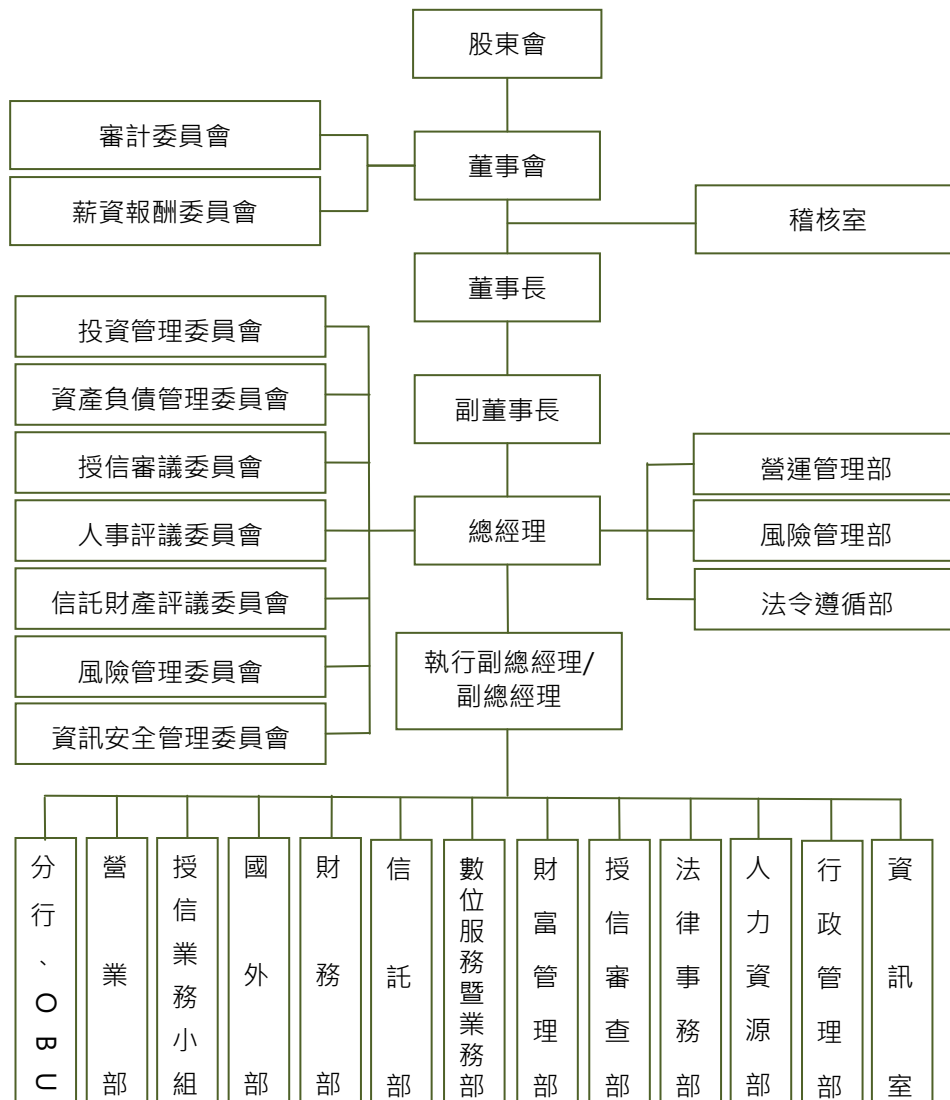 股東會
審計委員會
董事會
薪資報酬委員會
稽核室
董事長
投資管理委員會
資產負債管理委員會
副董事長
授信審議委員會
營運管理部
人事評議委員會
總經理
風險管理部
信託財產評議委員會
法令遵循部
風險管理委員會
執行副總經理/
副總經理
資訊安全管理委員會
分行、OBU
營業部
授信業務小組
國外部
財務部
信託部
數位服務暨業務部
財富管理部
授信審查部
法律事務部
人力資源部
行政管理部
資訊室